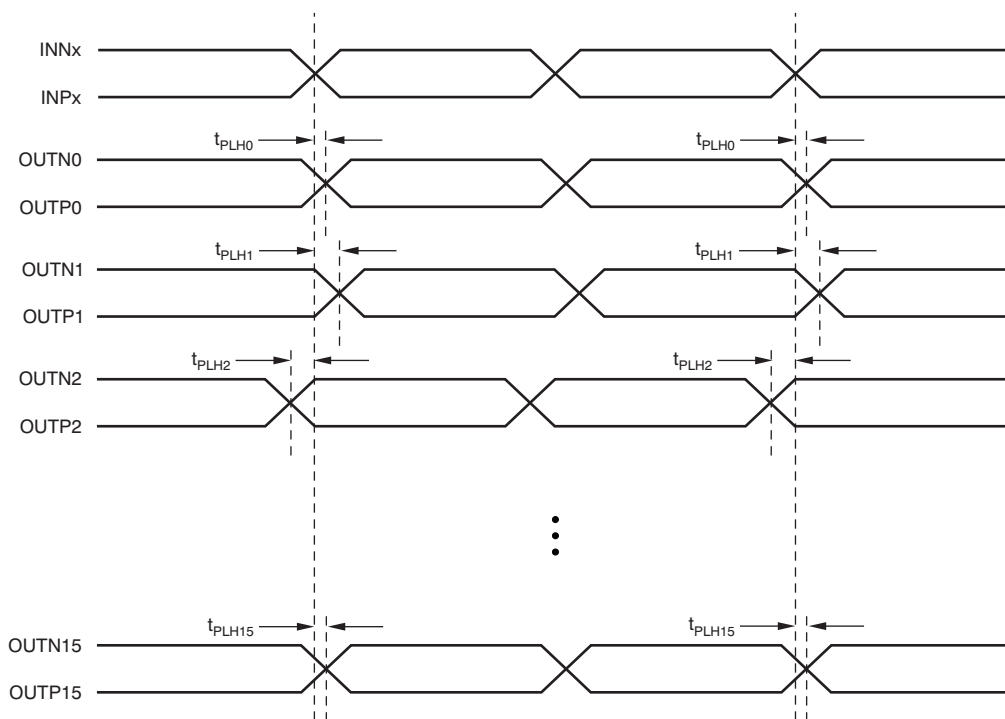 INNx
INPx
tPLH0 tPLH0
OUTN0
OUTP0
tPLH1 tPLH1
OUTN1
OUTP1
tPLH2 tPLH2
OUTN2
OUTP2
tPLH15 tPLH15
OUTN15
OUTP15